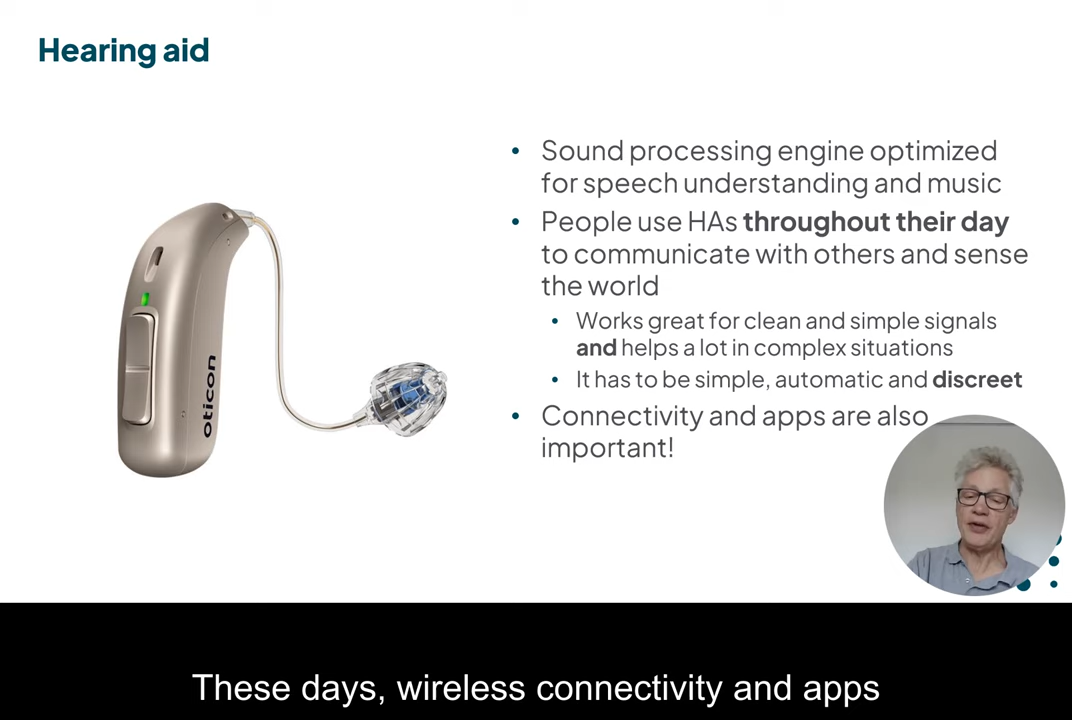 Hearing aid
• Sound processing engine optimized
for speech understanding and music
• People use HAs throughout their day
to communicate with others and sense
the world
• Works great for clean and simple signals
and helps a lot in complex situations
• It has to be simple, automatic and discreet
• Connectivity and apps are also
important!
oticon
These days, wireless connectivity and apps